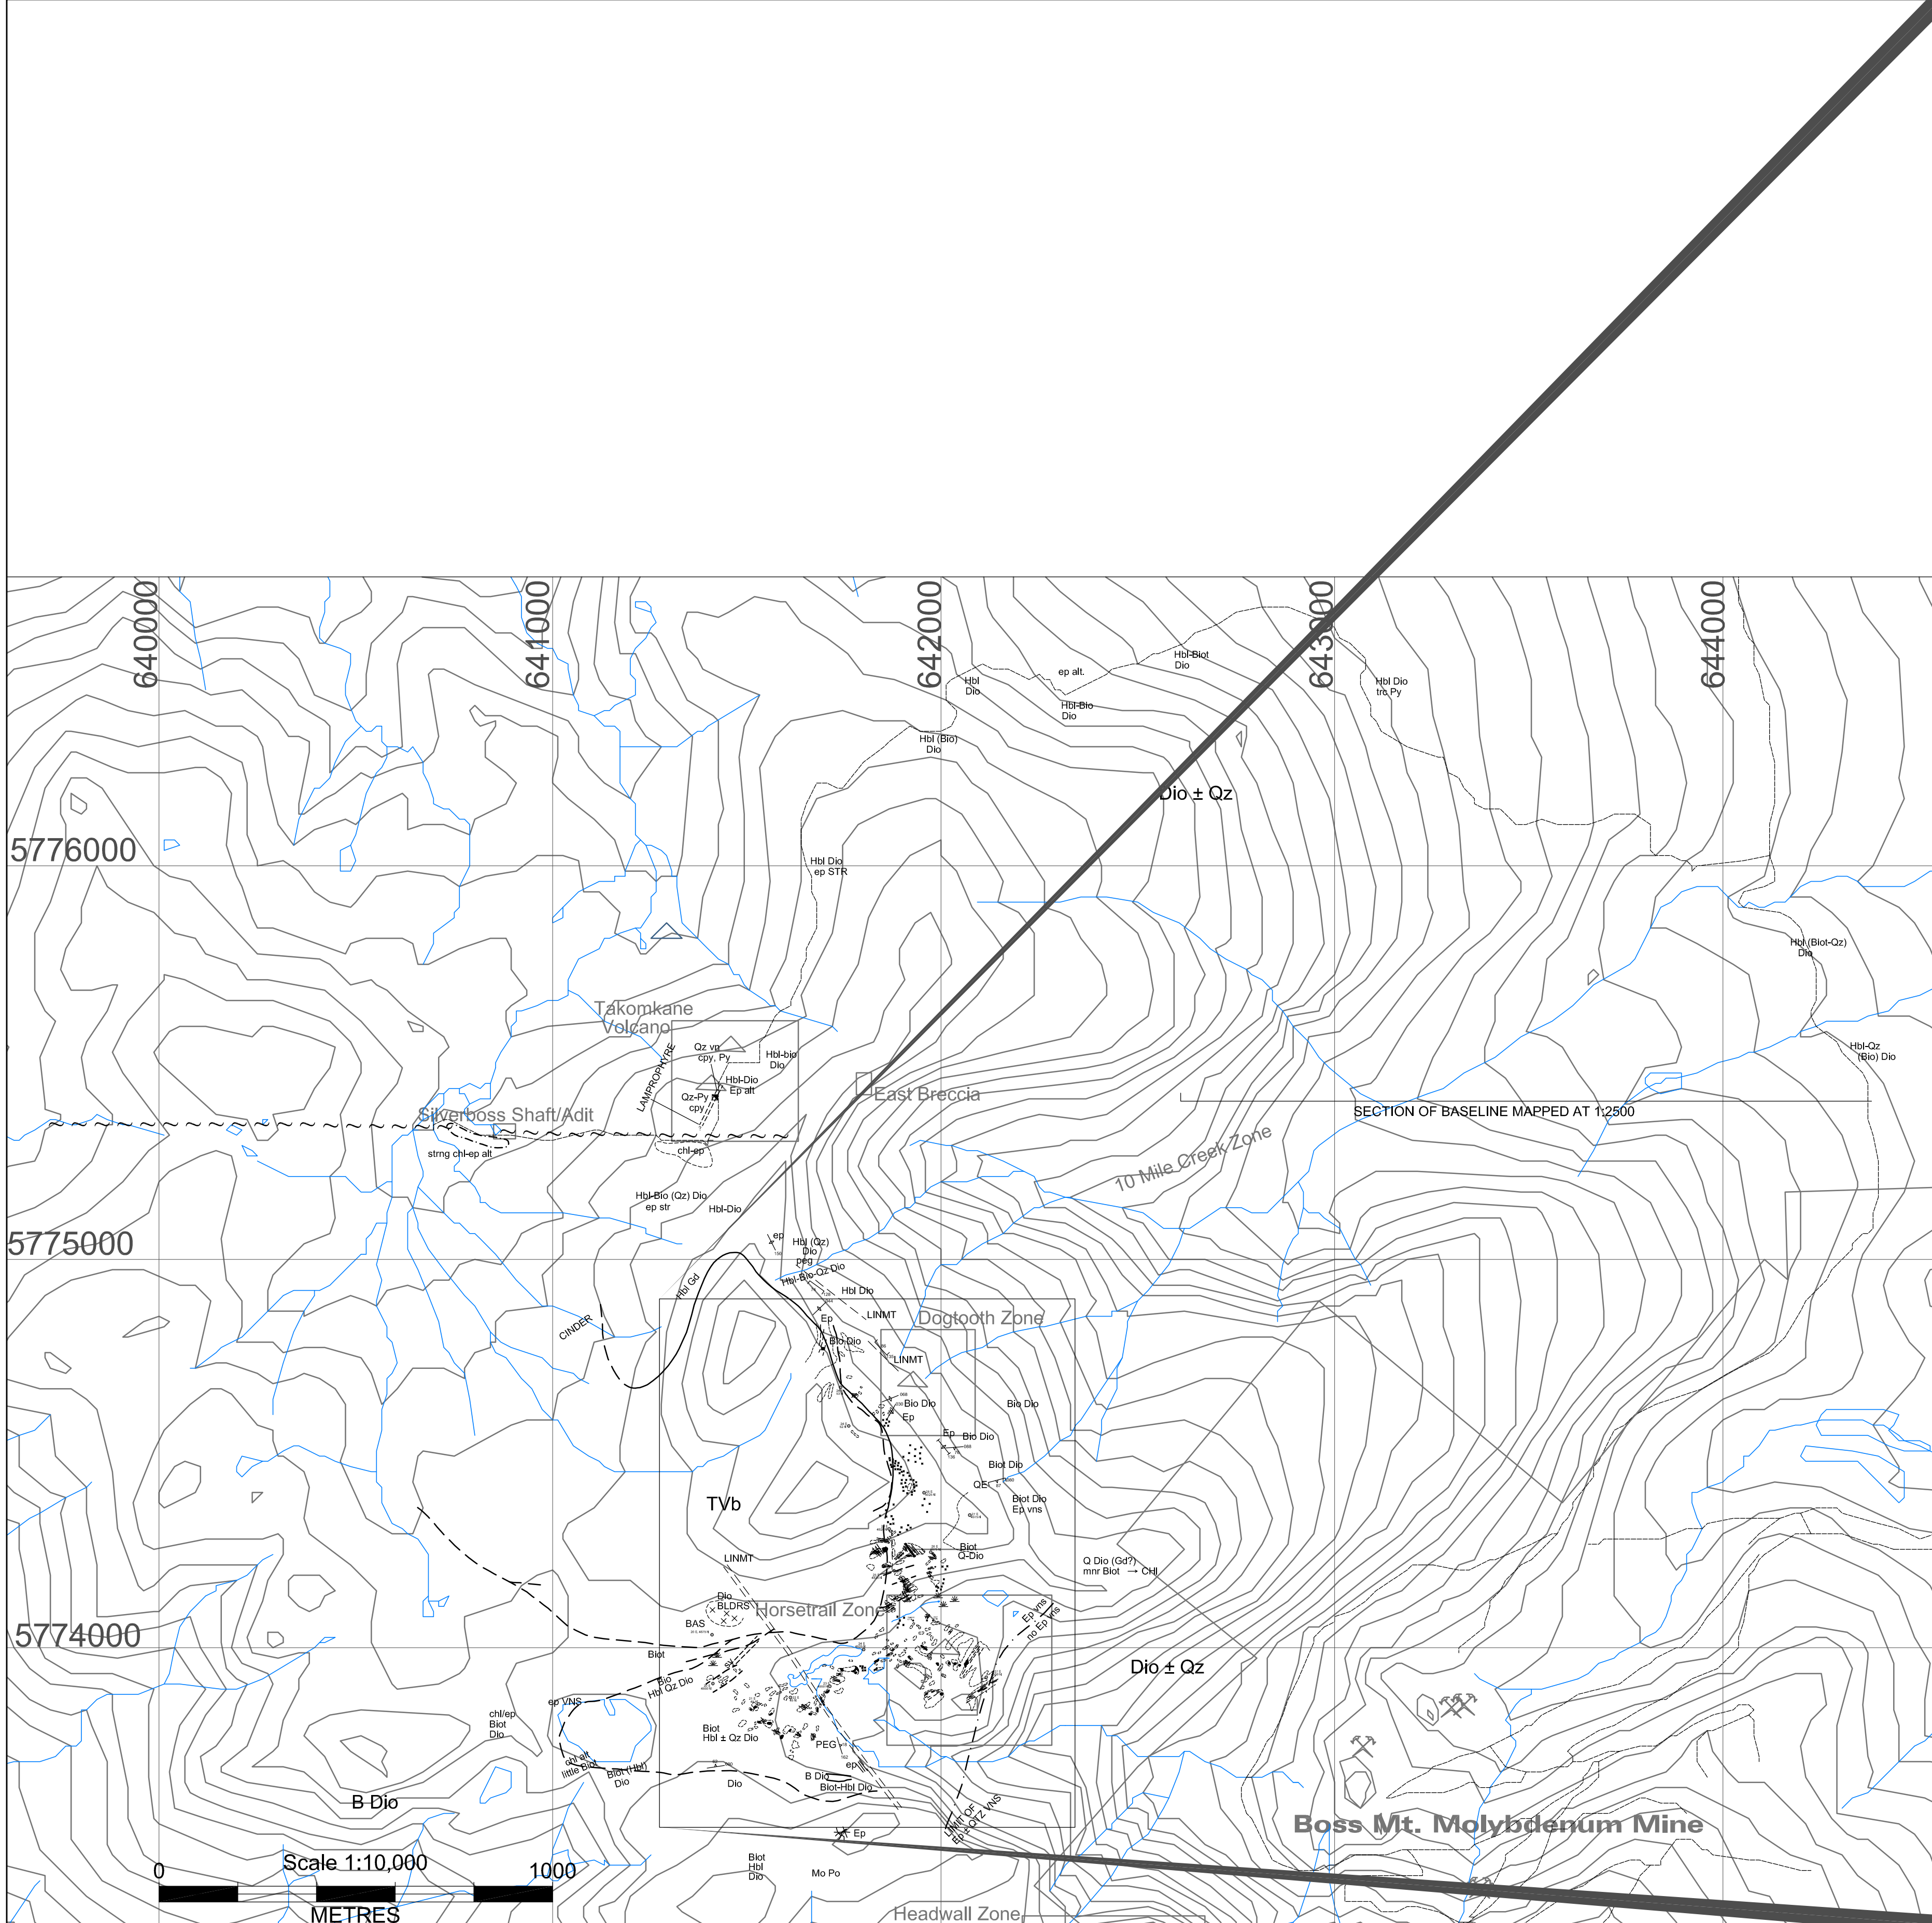 640000
641000
642000
643000
644000
Hbl-Biot
Dio
ep alt.
Hbl
Dio
Hbl Dio
trc Py
Hbl-Bio
Dio
Hbl (Bio)
Dio
Dio ± Qz
5776000
Hbl Dio
ep STR
Hbl (Biot-Qz)
Dio
Takomkane
Volcano
Qz vn
cpy, Py
Hbl-bio
Dio
Hbl-Qz
(Bio) Dio
LAMPROPHYRE
Hbl-Dio
Ep alt
Qz-Py
cpy
East Breccia
Silverboss Shaft/Adit
SECTION OF BASELINE MAPPED AT 1:2500
strng chl-ep alt
chl-ep
10 Mile Creek Zone
Hbl-Bio (Qz) Dio
ep str
Hbl-Dio
5775000
ep
Hbl (Qz)
Dio
peg
Hbl-Bio-Qz Dio
Hbl Gd
Hbl Dio
CINDER
LINMT
Ep
Dogtooth Zone
Bio Dio
LINMT
Bio Dio
Ep
Bio Dio
Ep
Bio Dio
Biot Dio
QE
Biot Dio
Ep vns
TVb
Biot
Q-Dio
LINMT
Q Dio (Gd?)
mnr Biot → CHl
Dio
BLDRS
BAS
Horsetrail Zone
Ep vns
no Ep vns
5774000
Biot
Bio
Hbl Qz Dio
Dio ± Qz
ep VNS
chl/ep
Biot
Dio
Biot
Hbl ± Qz Dio
PEG
ep
chl alt
little Biot
Biot (Hbl)
Dio
Dio
B Dio
Biot-Hbl Dio
B Dio
LIMIT OF
Ep ± QTZ VNS
Boss Mt. Molybdenum Mine
Ep
Biot
Hbl
Dio
Mo Po
0
Scale 1:10,000
1000
METRES
Headwall Zone